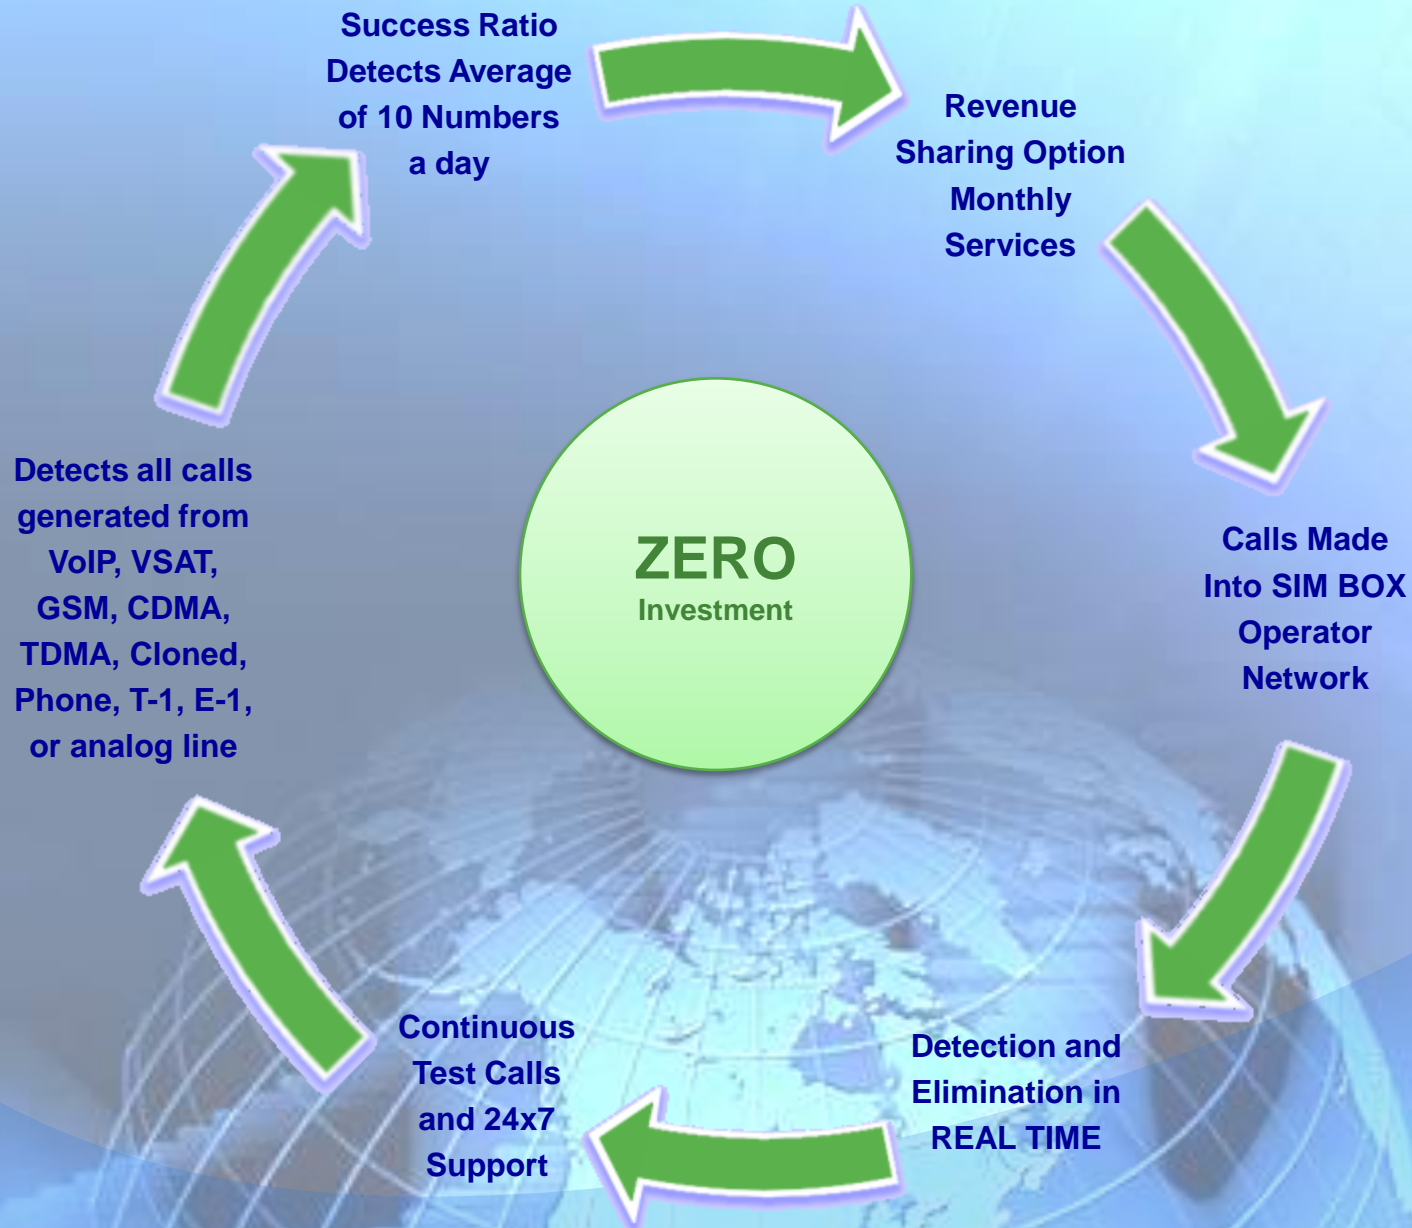 Success Ratio
Detects Average
of 10 Numbers
a day
Revenue
Sharing Option
Monthly
Services
Calls Made
Into SIM BOX
Operator
Network
Detection and
Elimination in
REAL TIME
Continuous
Test Calls
and 24x7
Support
Detects all calls
generated from
VoIP, VSAT,
GSM, CDMA,
TDMA, Cloned,
Phone, T-1, E-1,
or analog line
ZERO
Investment